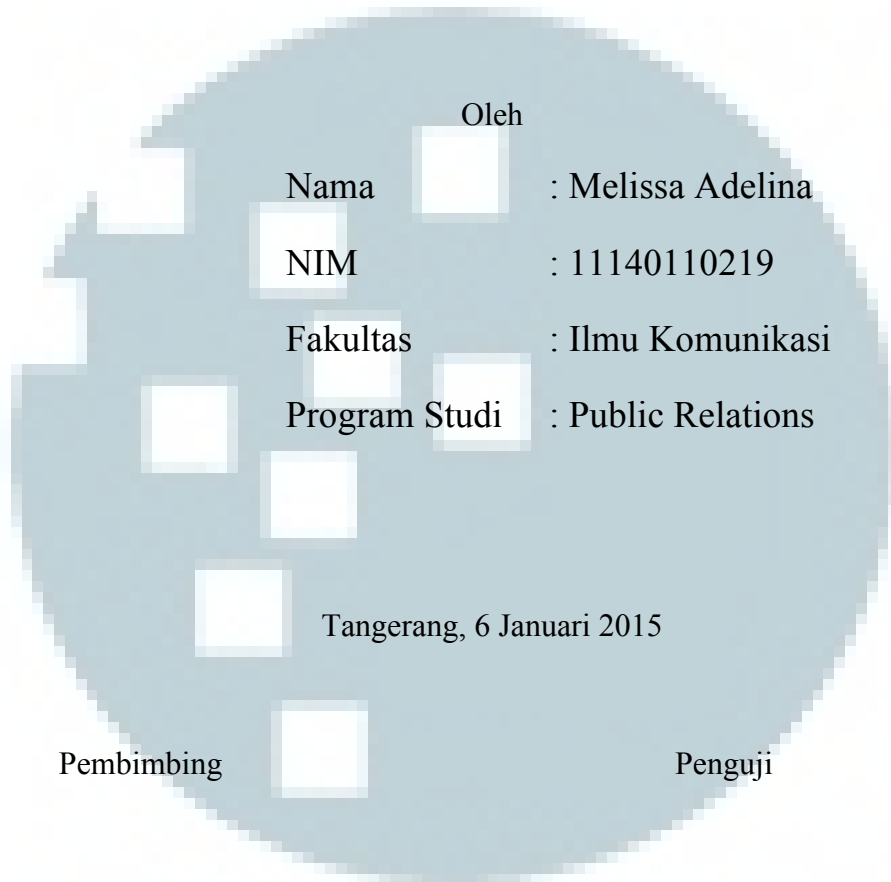 Oleh
Nama : Melissa Adelina
NIM : 11140110219
Fakultas : Ilmu Komunikasi
Program Studi : Public Relations
Tangerang, 6 Januari 2015
Pembimbing Penguji